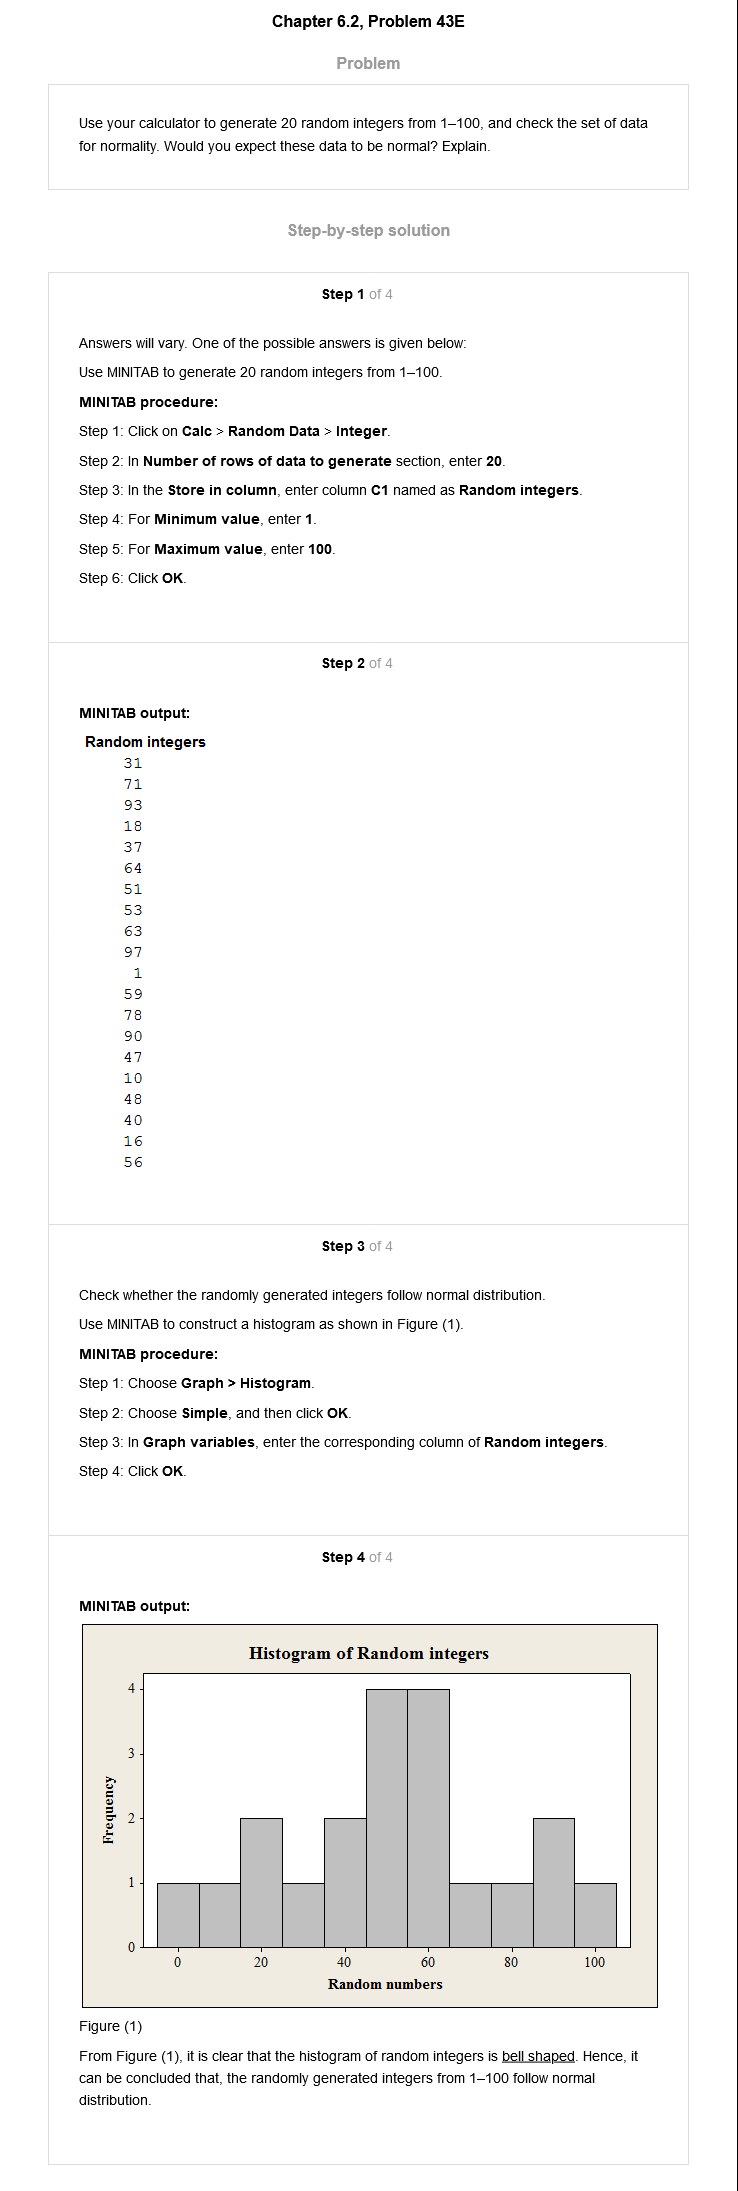 Chapter 6.2, Problem 43E
Problem
Use your calculator to generate 20 random integers from 1–100, and check the set of data
for normality. Would you expect these data to be normal? Explain.
Step-by-step solution
Step 1 of 4
Answers will vary. One of the possible answers is given below:
Use MINITAB to generate 20 random integers from 1–100.
MINITAB procedure:
Step 1: Click on Calc > Random Data > Integer.
Step 2: In Number of rows of data to generate section, enter 20.
Step 3: In the Store in column, enter column C1 named as Random integers.
Step 4: For Minimum value, enter 1.
Step 5: For Maximum value, enter 100.
Step 6: Click OK.
Step 2 of 4
MINITAB output:
Random integers
31
71
93
18
37
64
51
53
63
97
1
59
78
90
47
10
48
40
16
56
Step 3 of 4
Check whether the randomly generated integers follow normal distribution.
Use MINITAB to construct a histogram as shown in Figure (1).
MINITAB procedure:
Step 1: Choose Graph > Histogram.
Step 2: Choose Simple, and then click OK.
Step 3: In Graph variables, enter the corresponding column of Random integers.
Step 4: Click OK.
Step 4 of 4
MINITAB output:
Histogram of Random integers
4
3
2
1
0
Frequency
0 20 40 60 80 100
Random numbers
Figure (1)
From Figure (1), it is clear that the histogram of random integers is bell shaped. Hence, it
can be concluded that, the randomly generated integers from 1–100 follow normal
distribution.